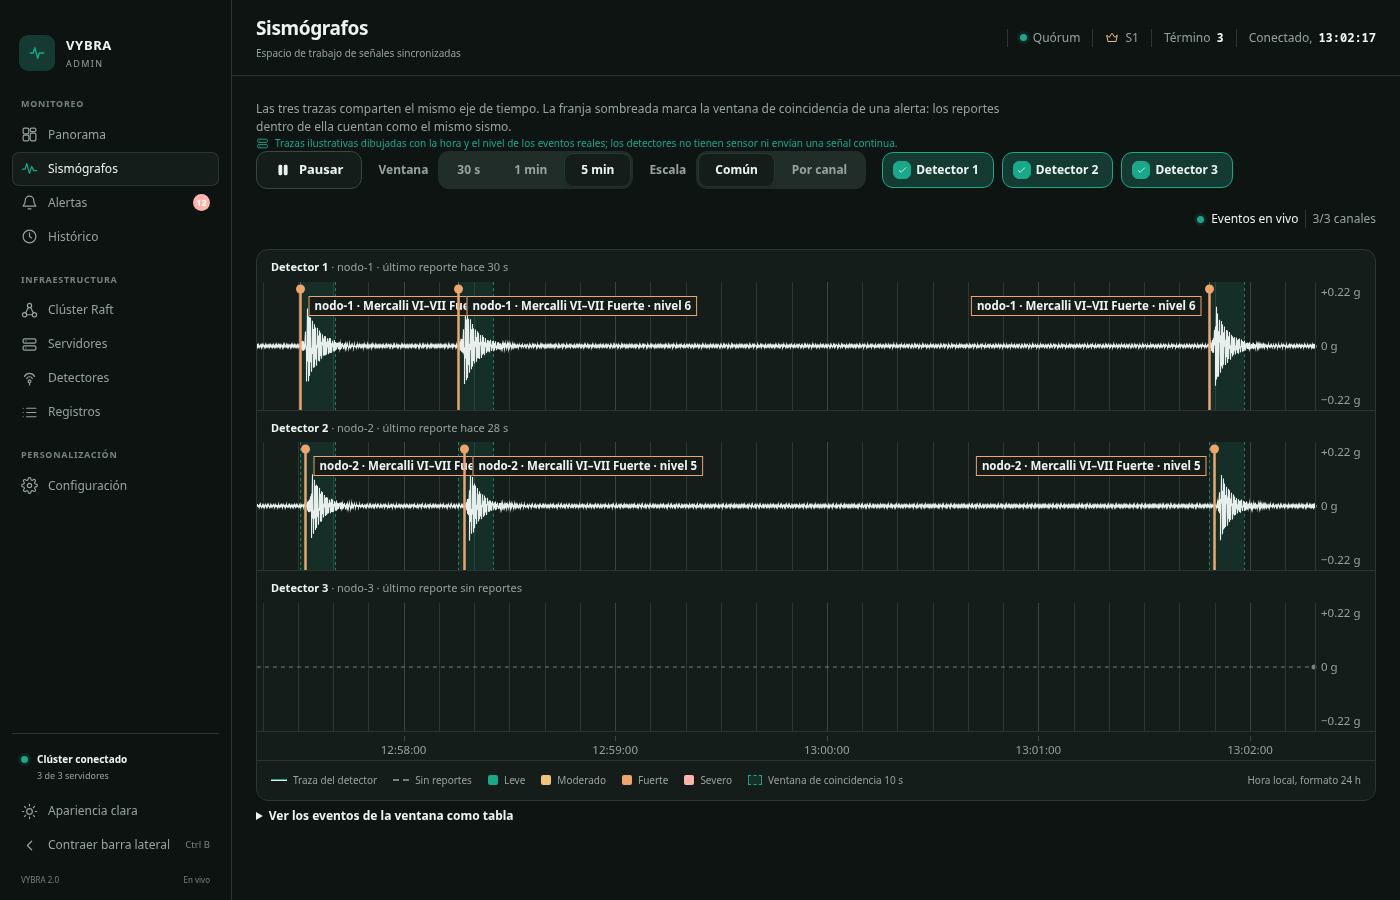 VYBRA
ADMIN
MONITOREO
Panorama
Sismógrafos
Alertas
12
Histórico
INFRAESTRUCTURA
Clúster Raft
Servidores
Detectores
Registros
PERSONALIZACIÓN
Configuración
Clúster conectado
3 de 3 servidores
Apariencia clara
Contraer barra lateral Ctrl B
VYBRA 2.0 En vivo
Sismógrafos
Espacio de trabajo de señales sincronizadas
Quórum S1 Término 3 Conectado, 13:02:17
Las tres trazas comparten el mismo eje de tiempo. La franja sombreada marca la ventana de coincidencia de una alerta: los reportes
dentro de ella cuentan como el mismo sismo.
Trazas ilustrativas dibujadas con la hora y el nivel de los eventos reales; los detectores no tienen sensor ni envían una señal continua.
Pausar Ventana 30 s 1 min 5 min Escala Común Por canal Detector 1 Detector 2 Detector 3
Eventos en vivo 3/3 canales
Detector 1 · nodo-1 · último reporte hace 30 s
nodo-1 · Mercalli VI–VII Fue nodo-1 · Mercalli VI–VII Fuerte · nivel 6 nodo-1 · Mercalli VI–VII Fuerte · nivel 6
+0.22 g
0 g
−0.22 g
Detector 2 · nodo-2 · último reporte hace 28 s
nodo-2 · Mercalli VI–VII Fue nodo-2 · Mercalli VI–VII Fuerte · nivel 5 nodo-2 · Mercalli VI–VII Fuerte · nivel 5
+0.22 g
0 g
−0.22 g
Detector 3 · nodo-3 · último reporte sin reportes
+0.22 g
0 g
−0.22 g
12:58:00 12:59:00 13:00:00 13:01:00 13:02:00
Traza del detector Sin reportes Leve Moderado Fuerte Severo Ventana de coincidencia 10 s Hora local, formato 24 h
Ver los eventos de la ventana como tabla